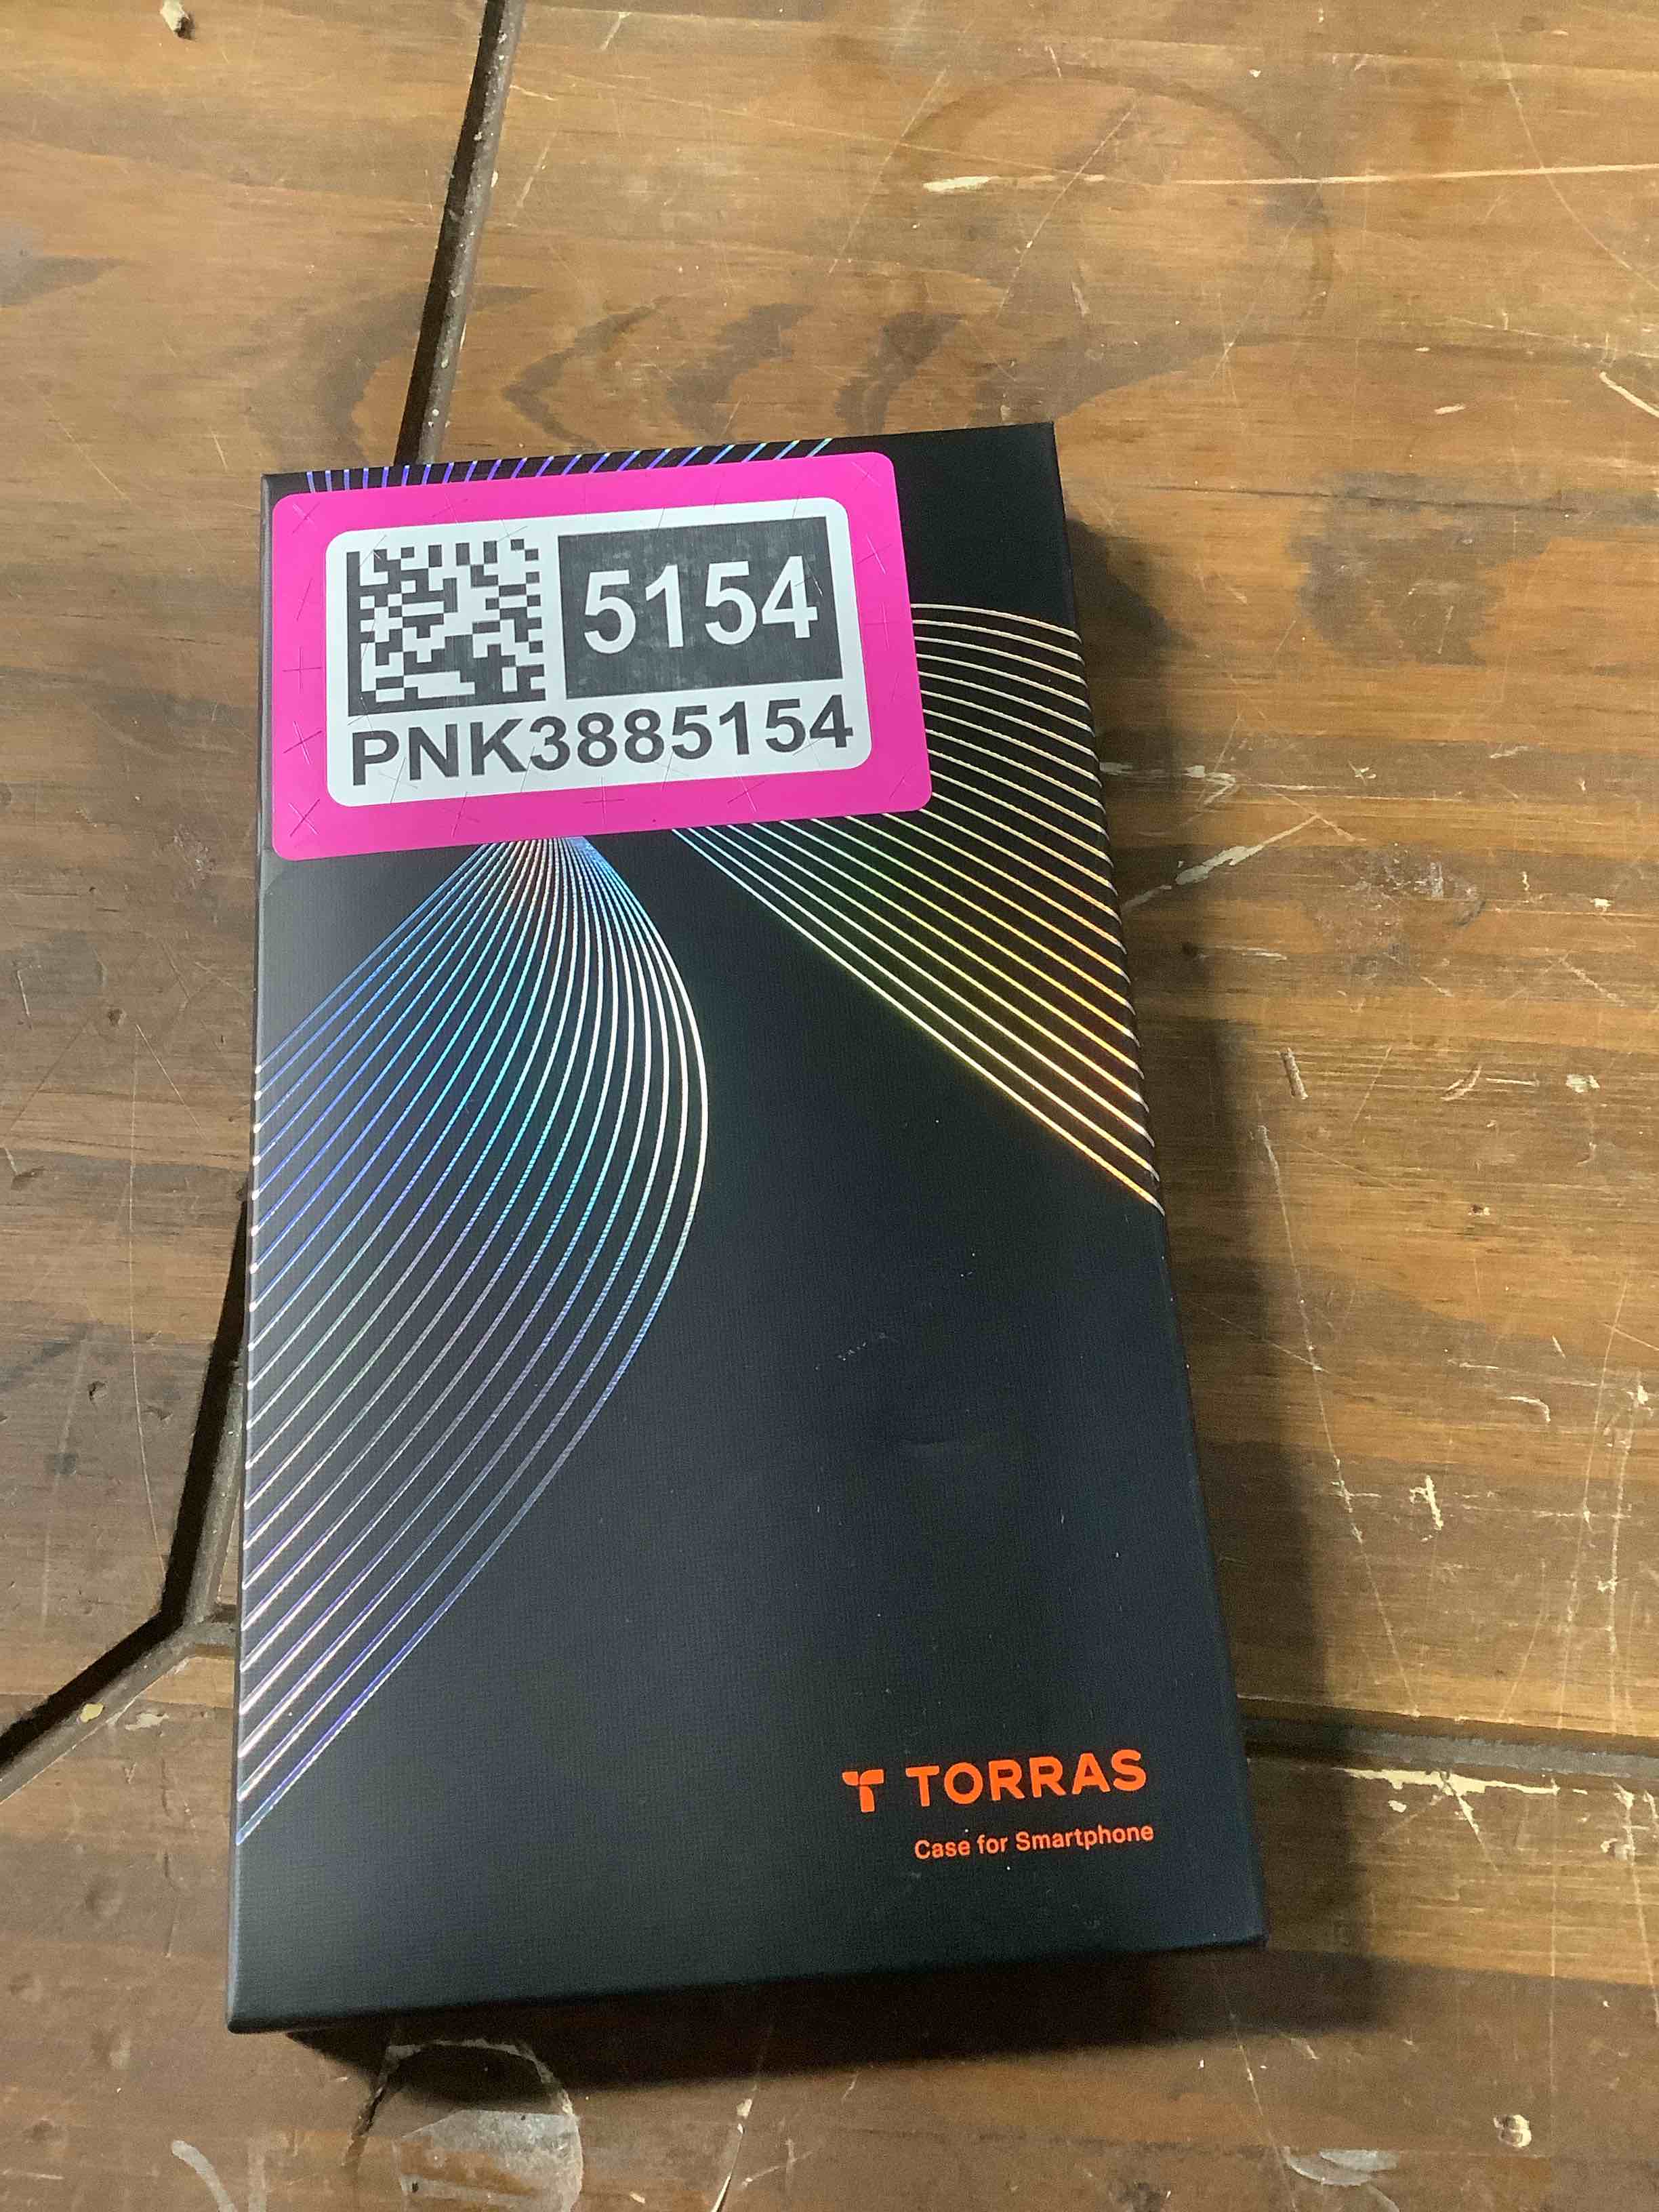 5154
PNK3885154
TORRAS
Case for Smartphone